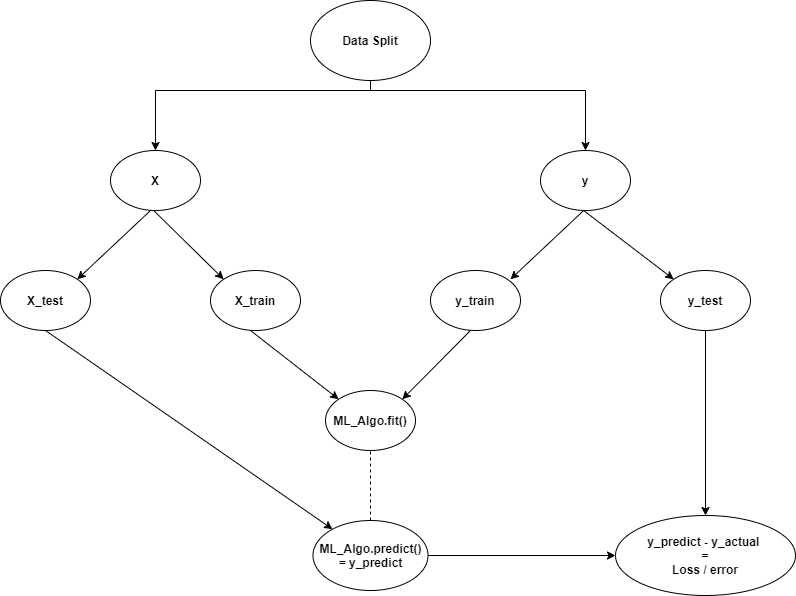 Data Split
X
y
X_test
X_train
y_train
y_test
ML_Algo.fit()
ML_Algo.predict()
= y_predict
y_predict - y_actual
=
Loss / error